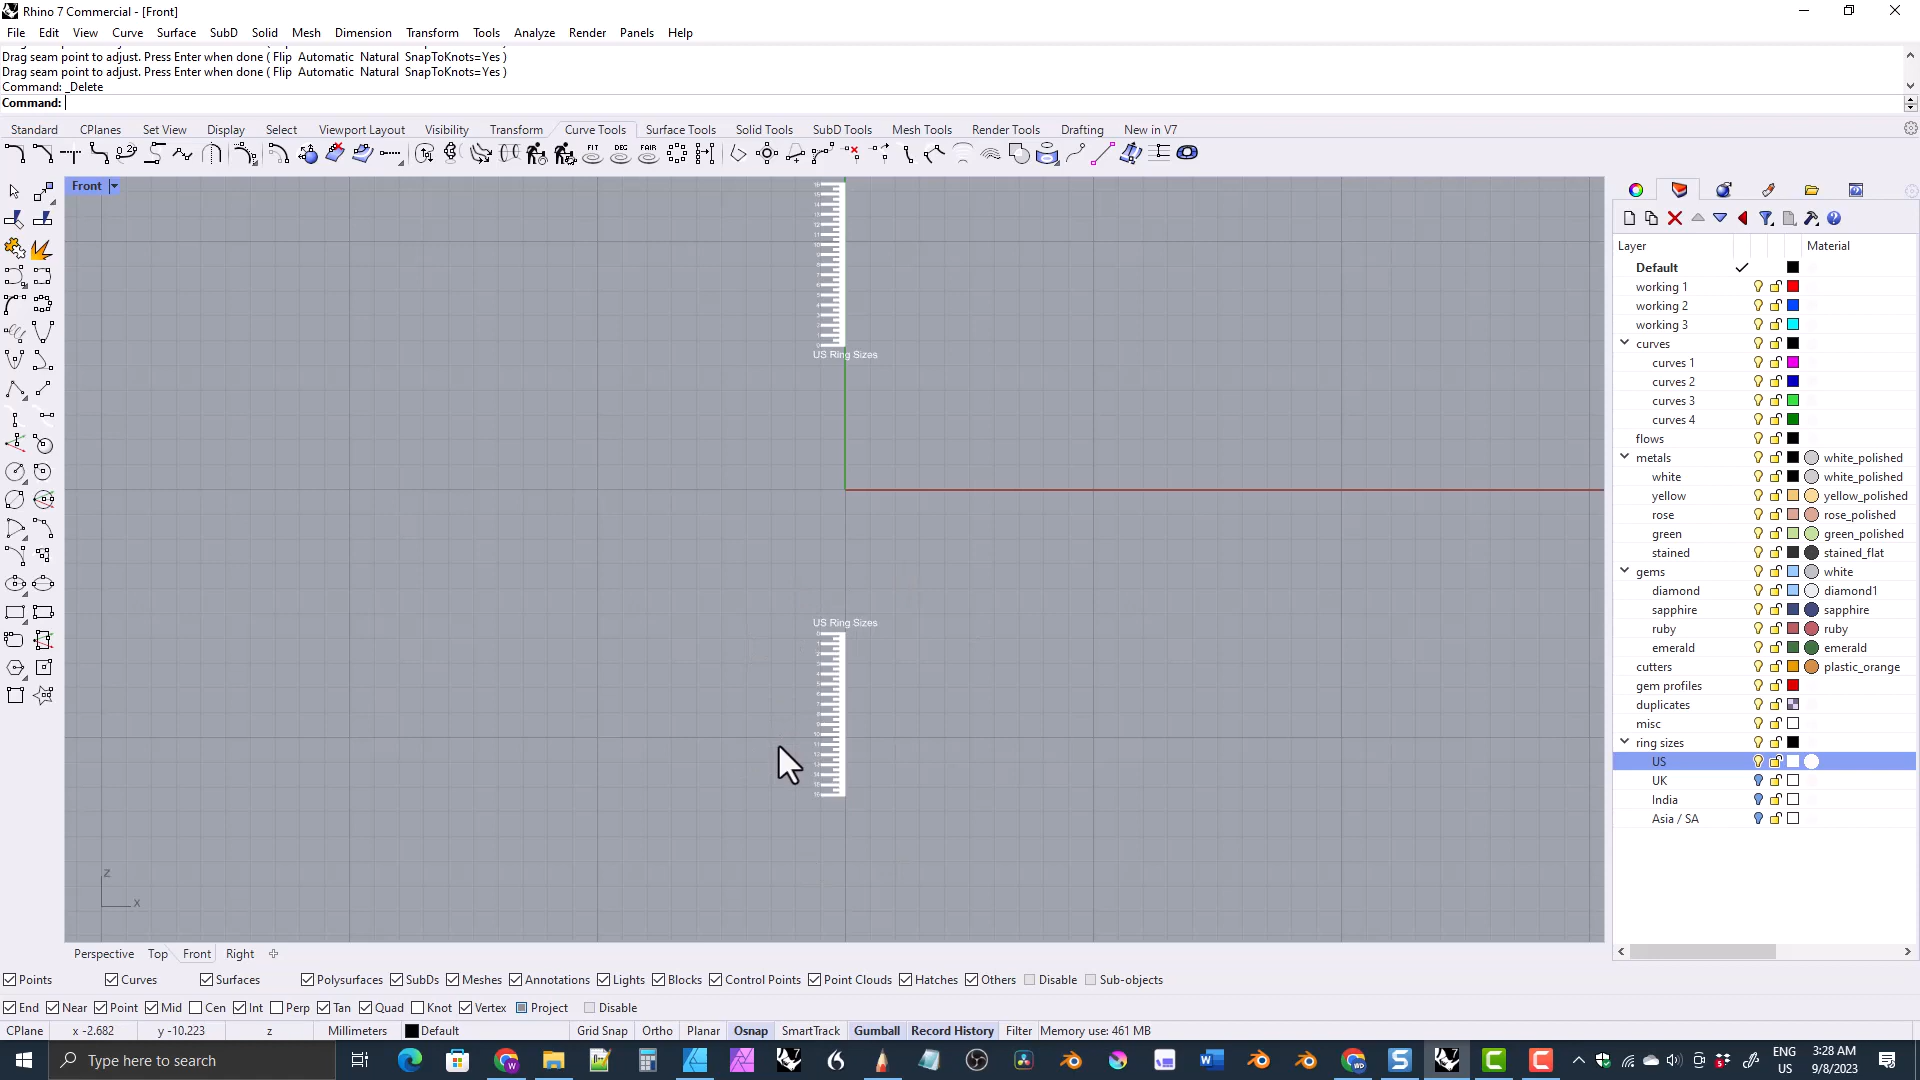 Rhino 7 Commercial - [Front]
File Edit View Curve Surface SubD Solid Mesh Dimension Transform Tools Analyze Render Panels Help
Drag seam point to adjust. Press Enter when done ( Flip Automatic Natural SnapToKnots=Yes )
Drag seam point to adjust. Press Enter when done ( Flip Automatic Natural SnapToKnots=Yes )
Command: _Delete
Command:
Standard CPlanes Set View Display Select Viewport Layout Visibility Transform Curve Tools Surface Tools Solid Tools SubD Tools Mesh Tools Render Tools Drafting New in V7
FIT DEG FAIR
Front
Layer Material
Default
working 1
working 2
working 3
curves
curves 1
curves 2
curves 3
curves 4
flows
metals white_polished
white white_polished
yellow yellow_polished
rose rose_polished
green green_polished
stained stained_flat
gems white
diamond diamond1
sapphire sapphire
ruby ruby
emerald emerald
cutters plastic_orange
gem profiles
duplicates
misc
ring sizes
US
UK
India
Asia / SA
US Ring Sizes
US Ring Sizes
z
x
Perspective Top Front Right
Points Curves Surfaces Polysurfaces SubDs Meshes Annotations Lights Blocks Control Points Point Clouds Hatches Others Disable Sub-objects
End Near Point Mid Cen Int Perp Tan Quad Knot Vertex Project Disable
CPlane x -2.682 y -10.223 z Millimeters Default Grid Snap Ortho Planar Osnap SmartTrack Gumball Record History Filter Memory use: 461 MB
Type here to search
ENG
US
3:28 AM
9/8/2023